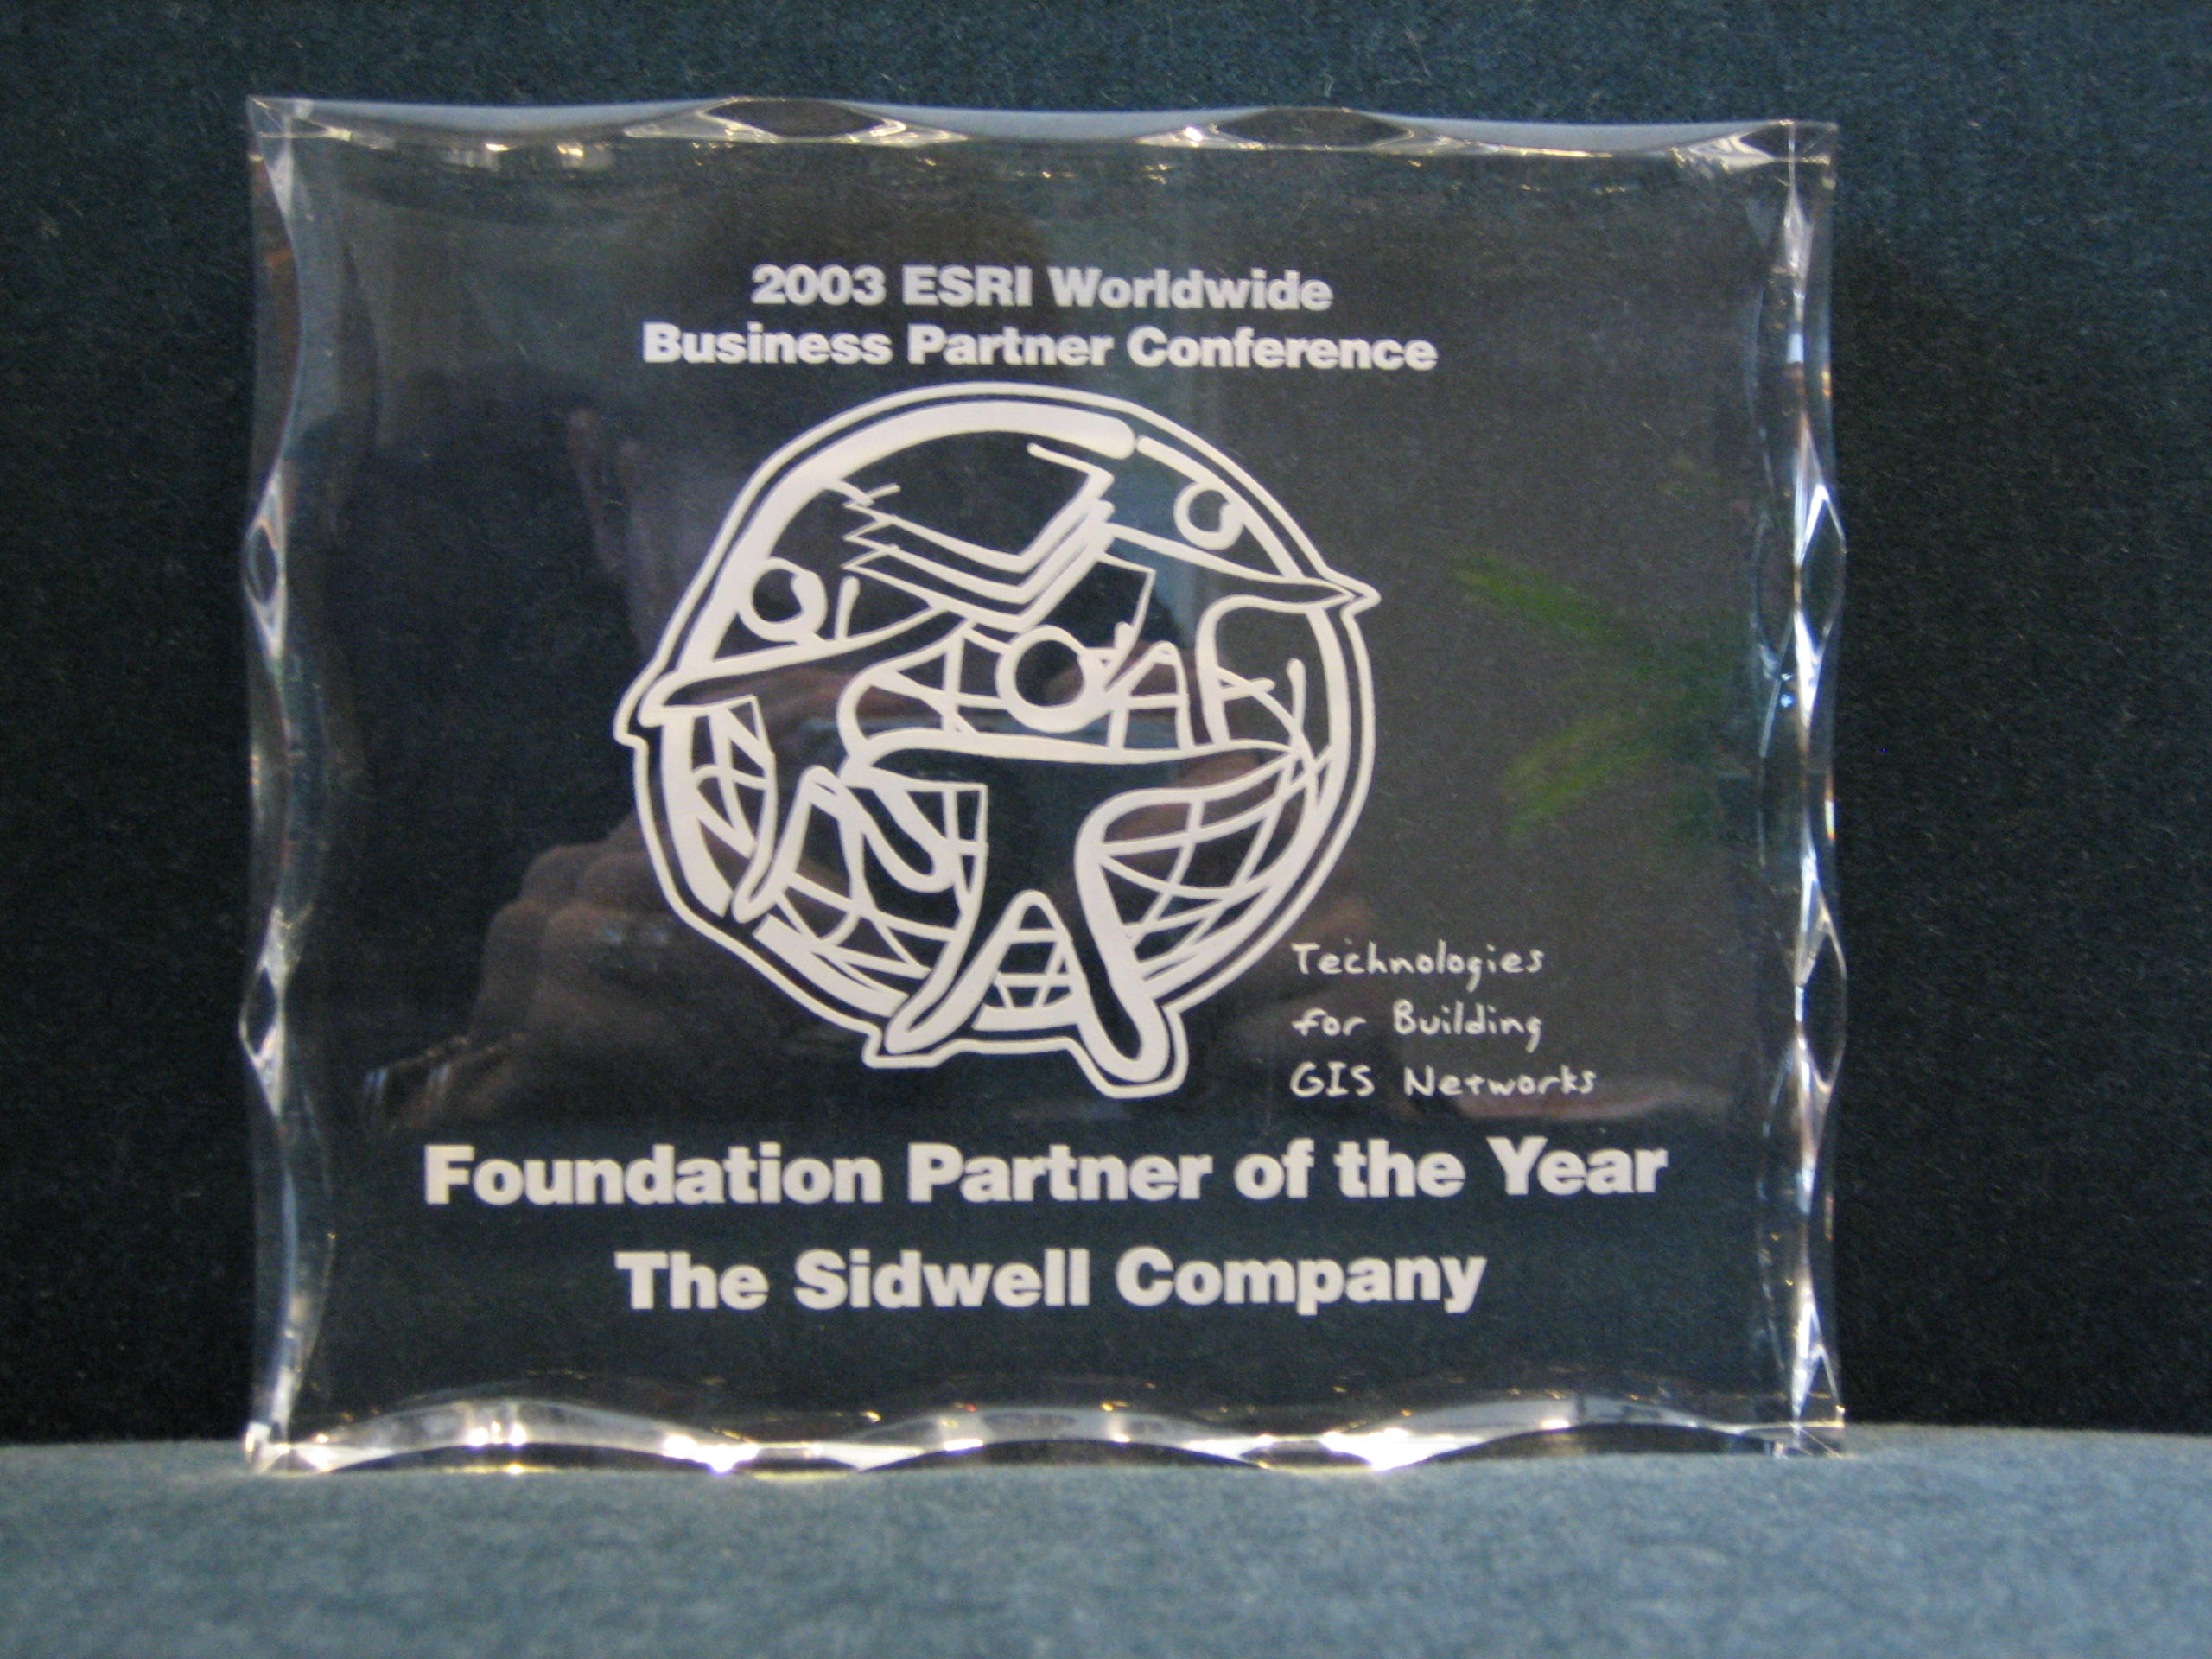 2003 ESRI Worldwide
Business Partner Conference
Technologies
for Building
GIS Networks
Foundation Partner of the Year
The Sidwell Company